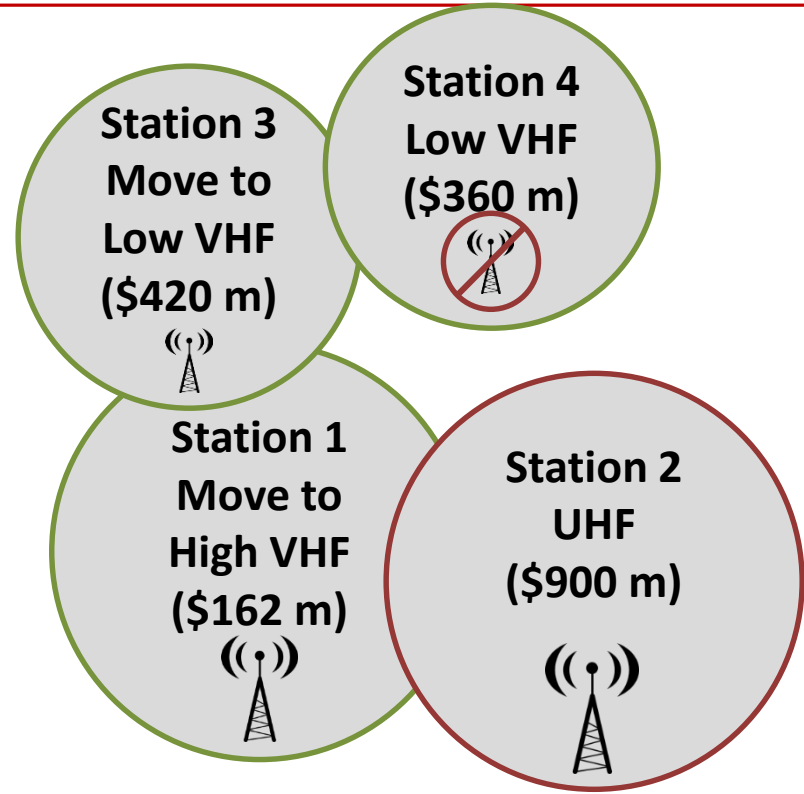 Station 4
Low VHF
($360 m)
Station 3
Move to
Low VHF
($420 m)
Station 1
Move to
High VHF
($162 m)
Station 2
UHF
($900 m)